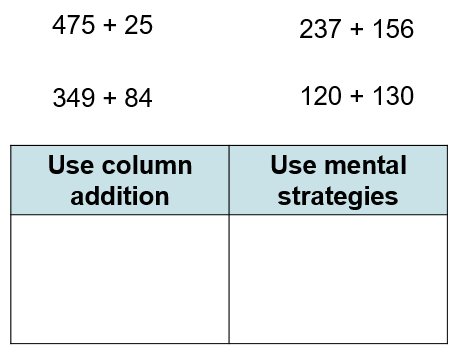 475 + 25
237 + 156
349 + 84
120 + 130
Use column
addition
Use mental
strategies